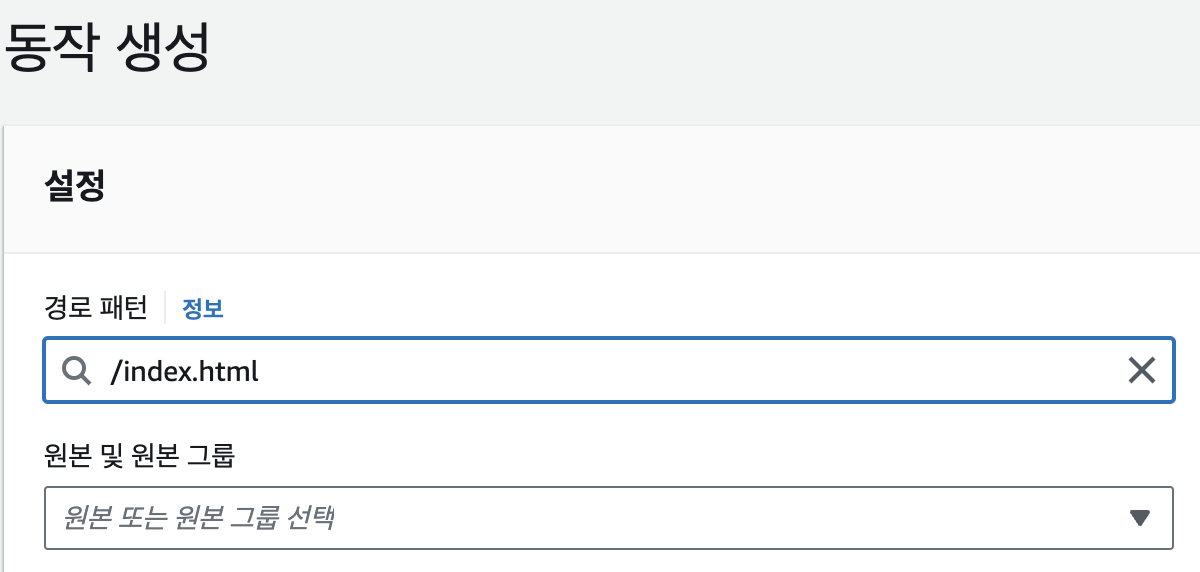 동작 생성
설정
경로 패턴 정보
/index.html
원본 및 원본 그룹
원본 또는 원본 그룹 선택